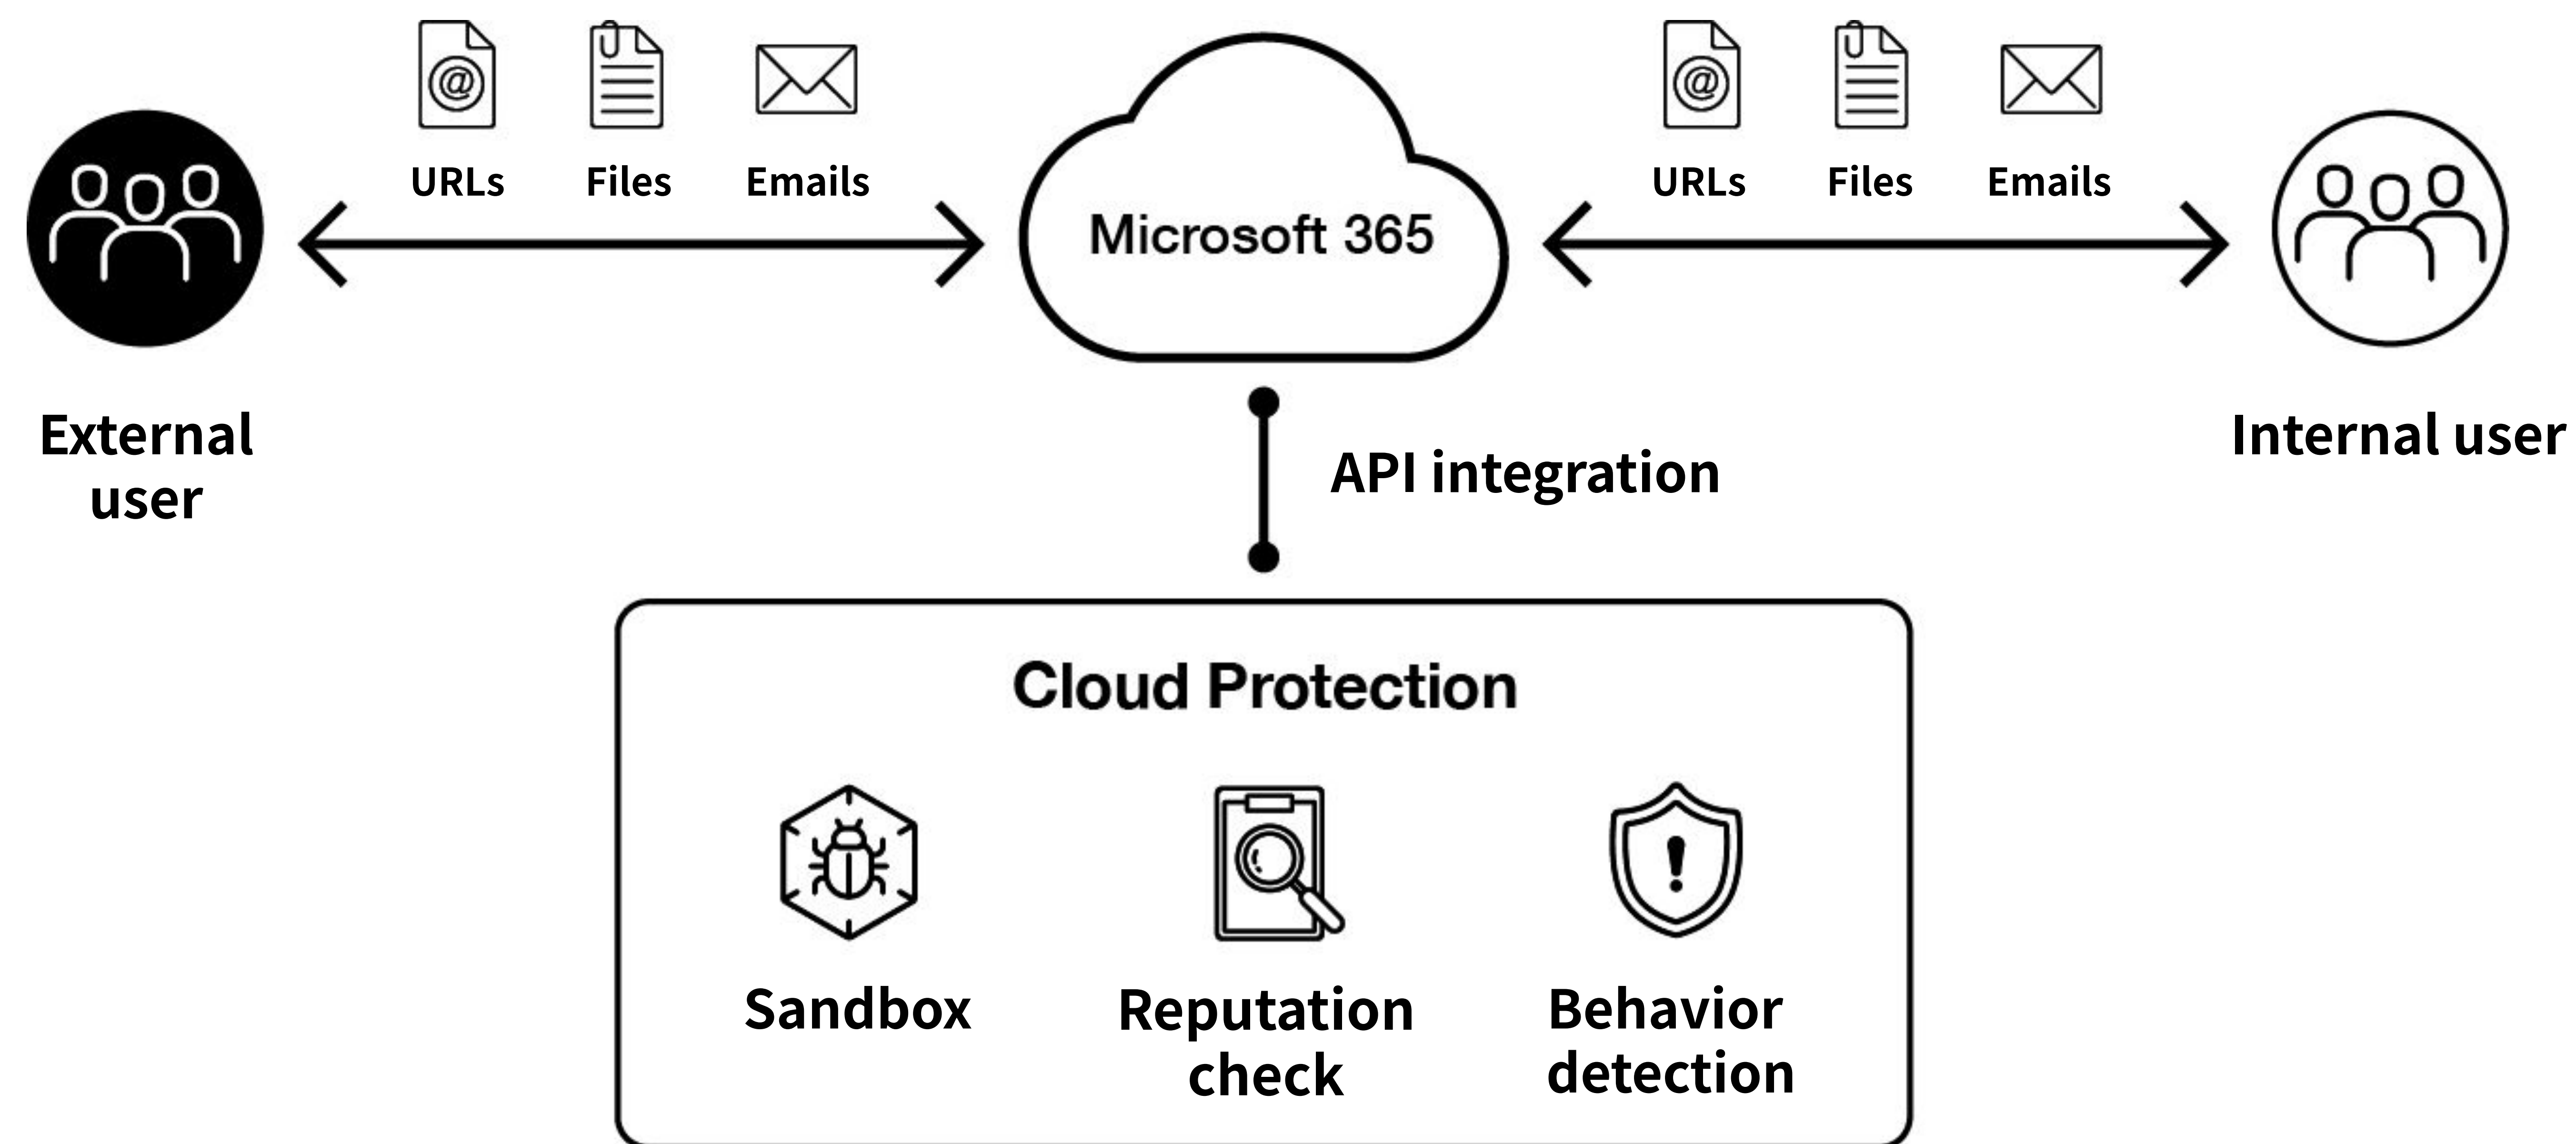 URLs
Files
Emails
URLs
Files
Emails
Microsoft 365
External
user
Internal user
API integration
Cloud Protection
Sandbox
Reputation
check
Behavior
detection